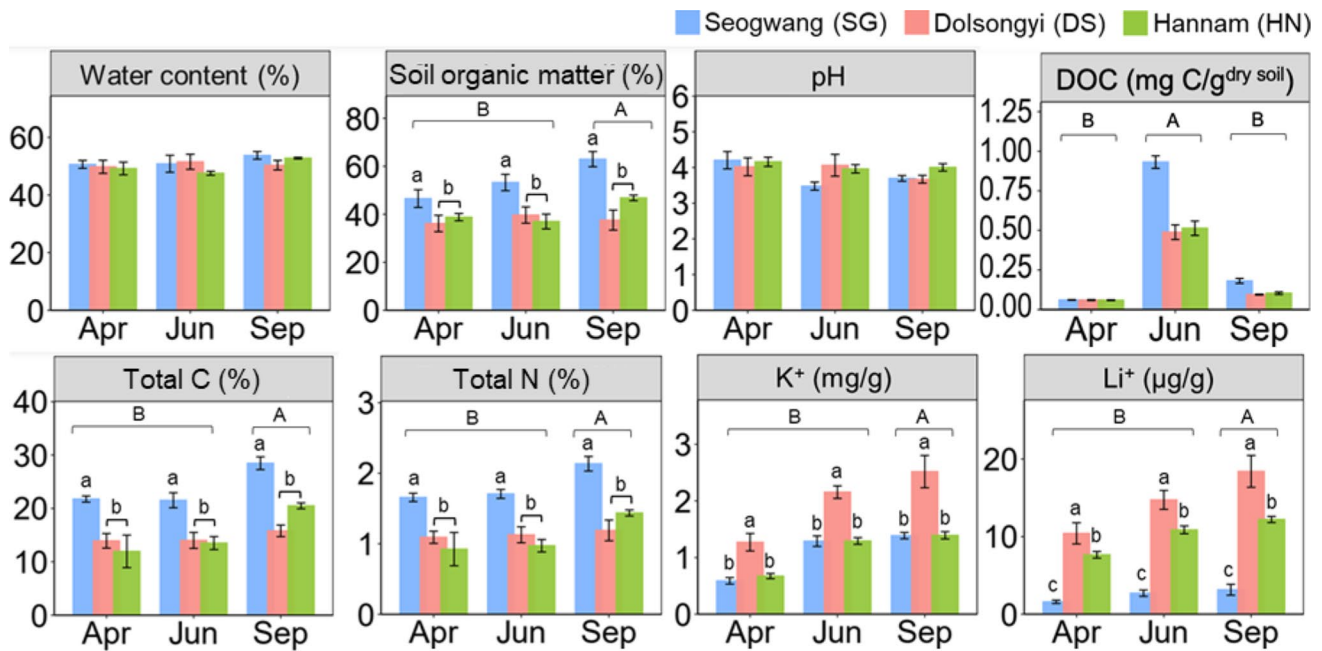 Seogwang (SG) Dolsongyi (DS) Hannam (HN)
Water content (%)
60
40
20
0
Apr Jun Sep
Soil organic matter (%)
80
60
40
20
0
B A
a b a b a b
Apr Jun Sep
pH
6
5
4
3
2
1
0
Apr Jun Sep
DOC (mg C/g^dry soil)
1.25
1.00
0.75
0.50
0.25
0.00
B A B
Apr Jun Sep
Total C (%)
40
30
20
10
0
B A
a b a b a b
Apr Jun Sep
Total N (%)
3
2
1
0
B A
a b a b a b
Apr Jun Sep
K⁺ (mg/g)
3
2
1
0
B A
b a b b a b b a b
Apr Jun Sep
Li⁺ (µg/g)
20
10
0
B A
c a b c a b c a b
Apr Jun Sep